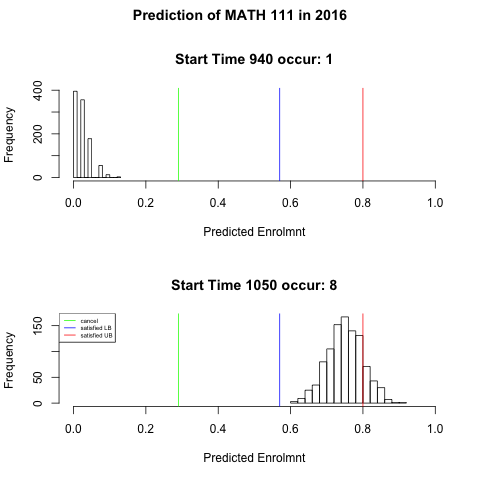 Prediction of MATH 111 in 2016
Start Time 940 occur: 1
Frequency
0 200 400
0.0 0.2 0.4 0.6 0.8 1.0
Predicted Enrolmnt
Start Time 1050 occur: 8
Frequency
0 50 150
cancel
satisfied LB
satisfied UB
0.0 0.2 0.4 0.6 0.8 1.0
Predicted Enrolmnt